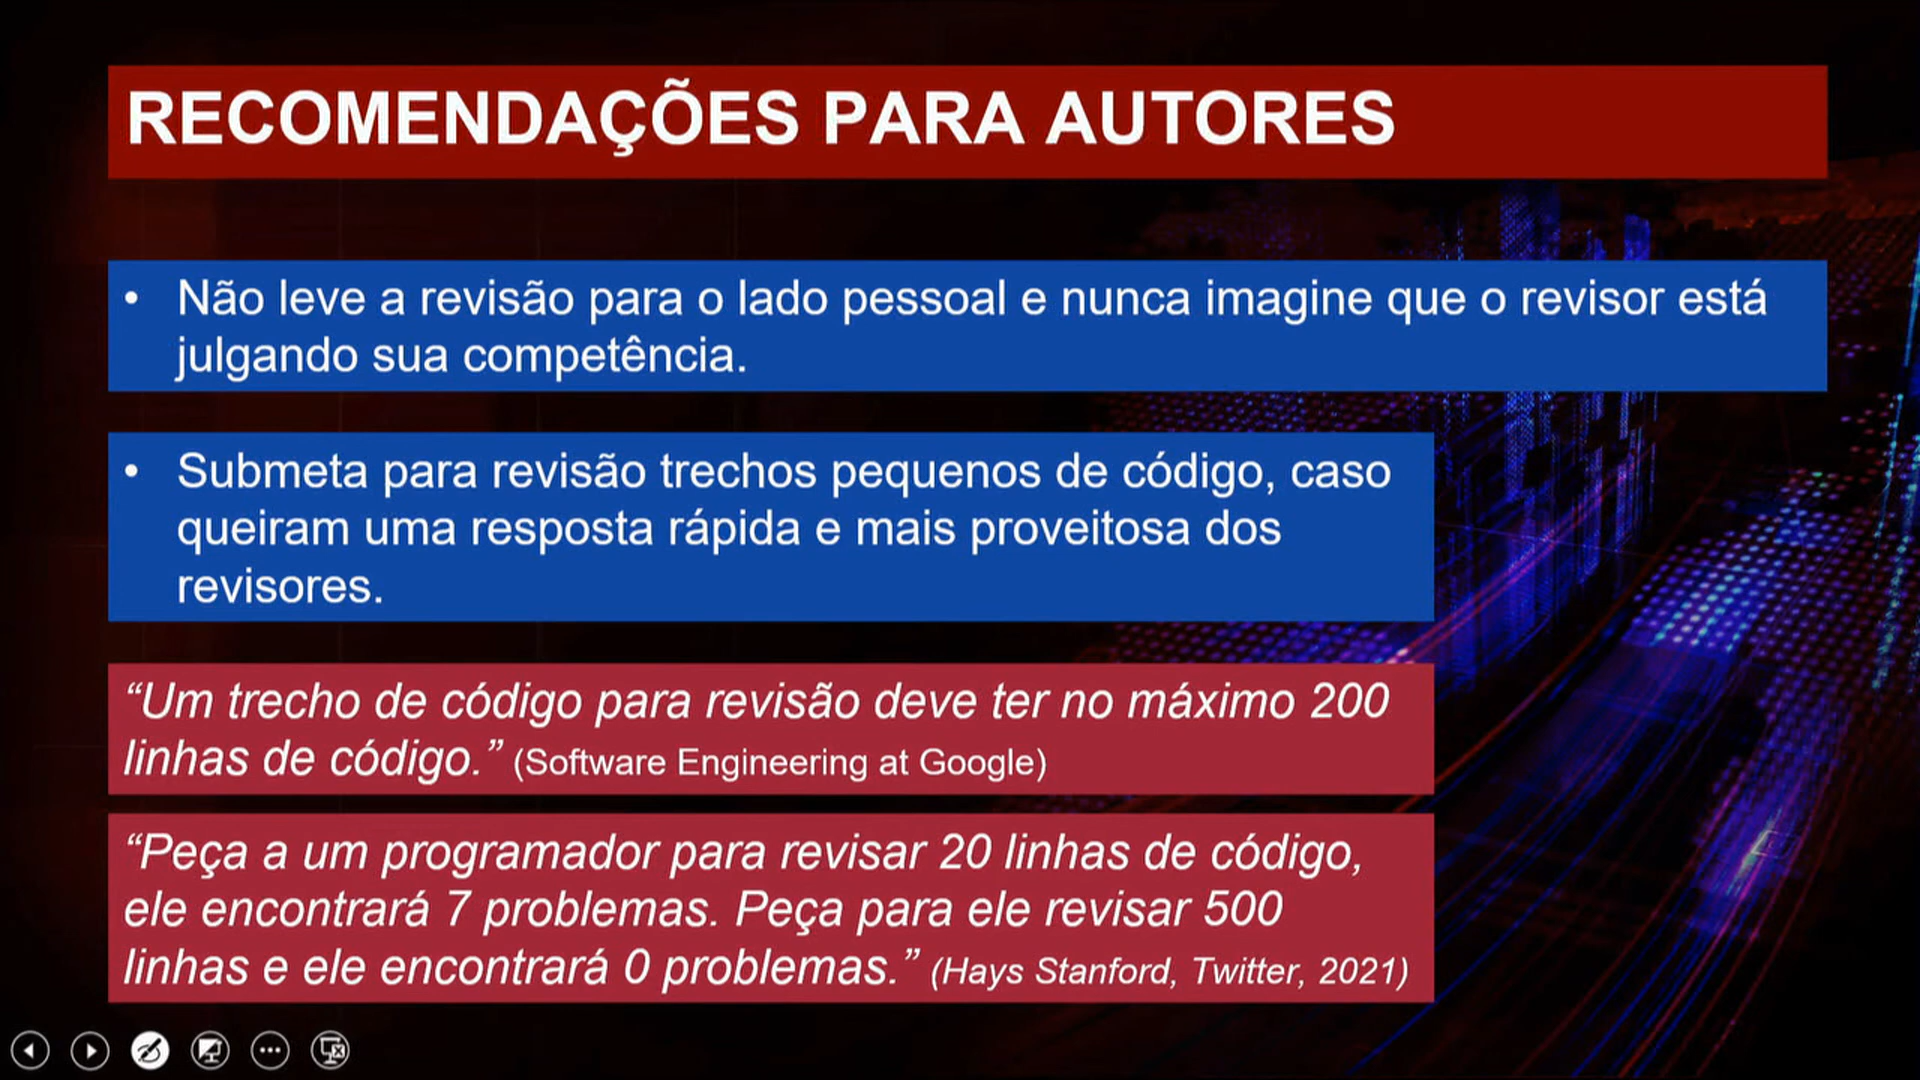 RECOMENDAÇÕES PARA AUTORES
• Não leve a revisão para o lado pessoal e nunca imagine que o revisor está
julgando sua competência.
• Submeta para revisão trechos pequenos de código, caso
queiram uma resposta rápida e mais proveitosa dos
revisores.
“Um trecho de código para revisão deve ter no máximo 200
linhas de código.” (Software Engineering at Google)
“Peça a um programador para revisar 20 linhas de código,
ele encontrará 7 problemas. Peça para ele revisar 500
linhas e ele encontrará 0 problemas.” (Hays Stanford, Twitter, 2021)